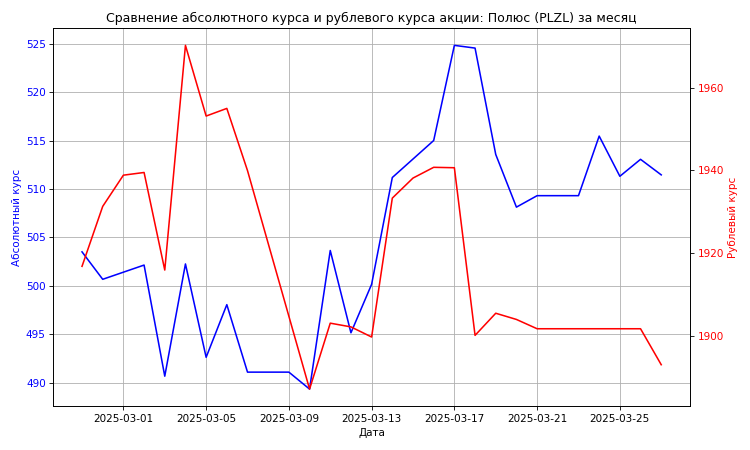 Сравнение абсолютного курса и рублевого курса акции: Полюс (PLZL) за месяц
525
520
515
510
505
500
495
490
Абсолютный курс
1960
1940
1920
1900
Рублевый курс
2025-03-01 2025-03-05 2025-03-09 2025-03-13 2025-03-17 2025-03-21 2025-03-25
Дата